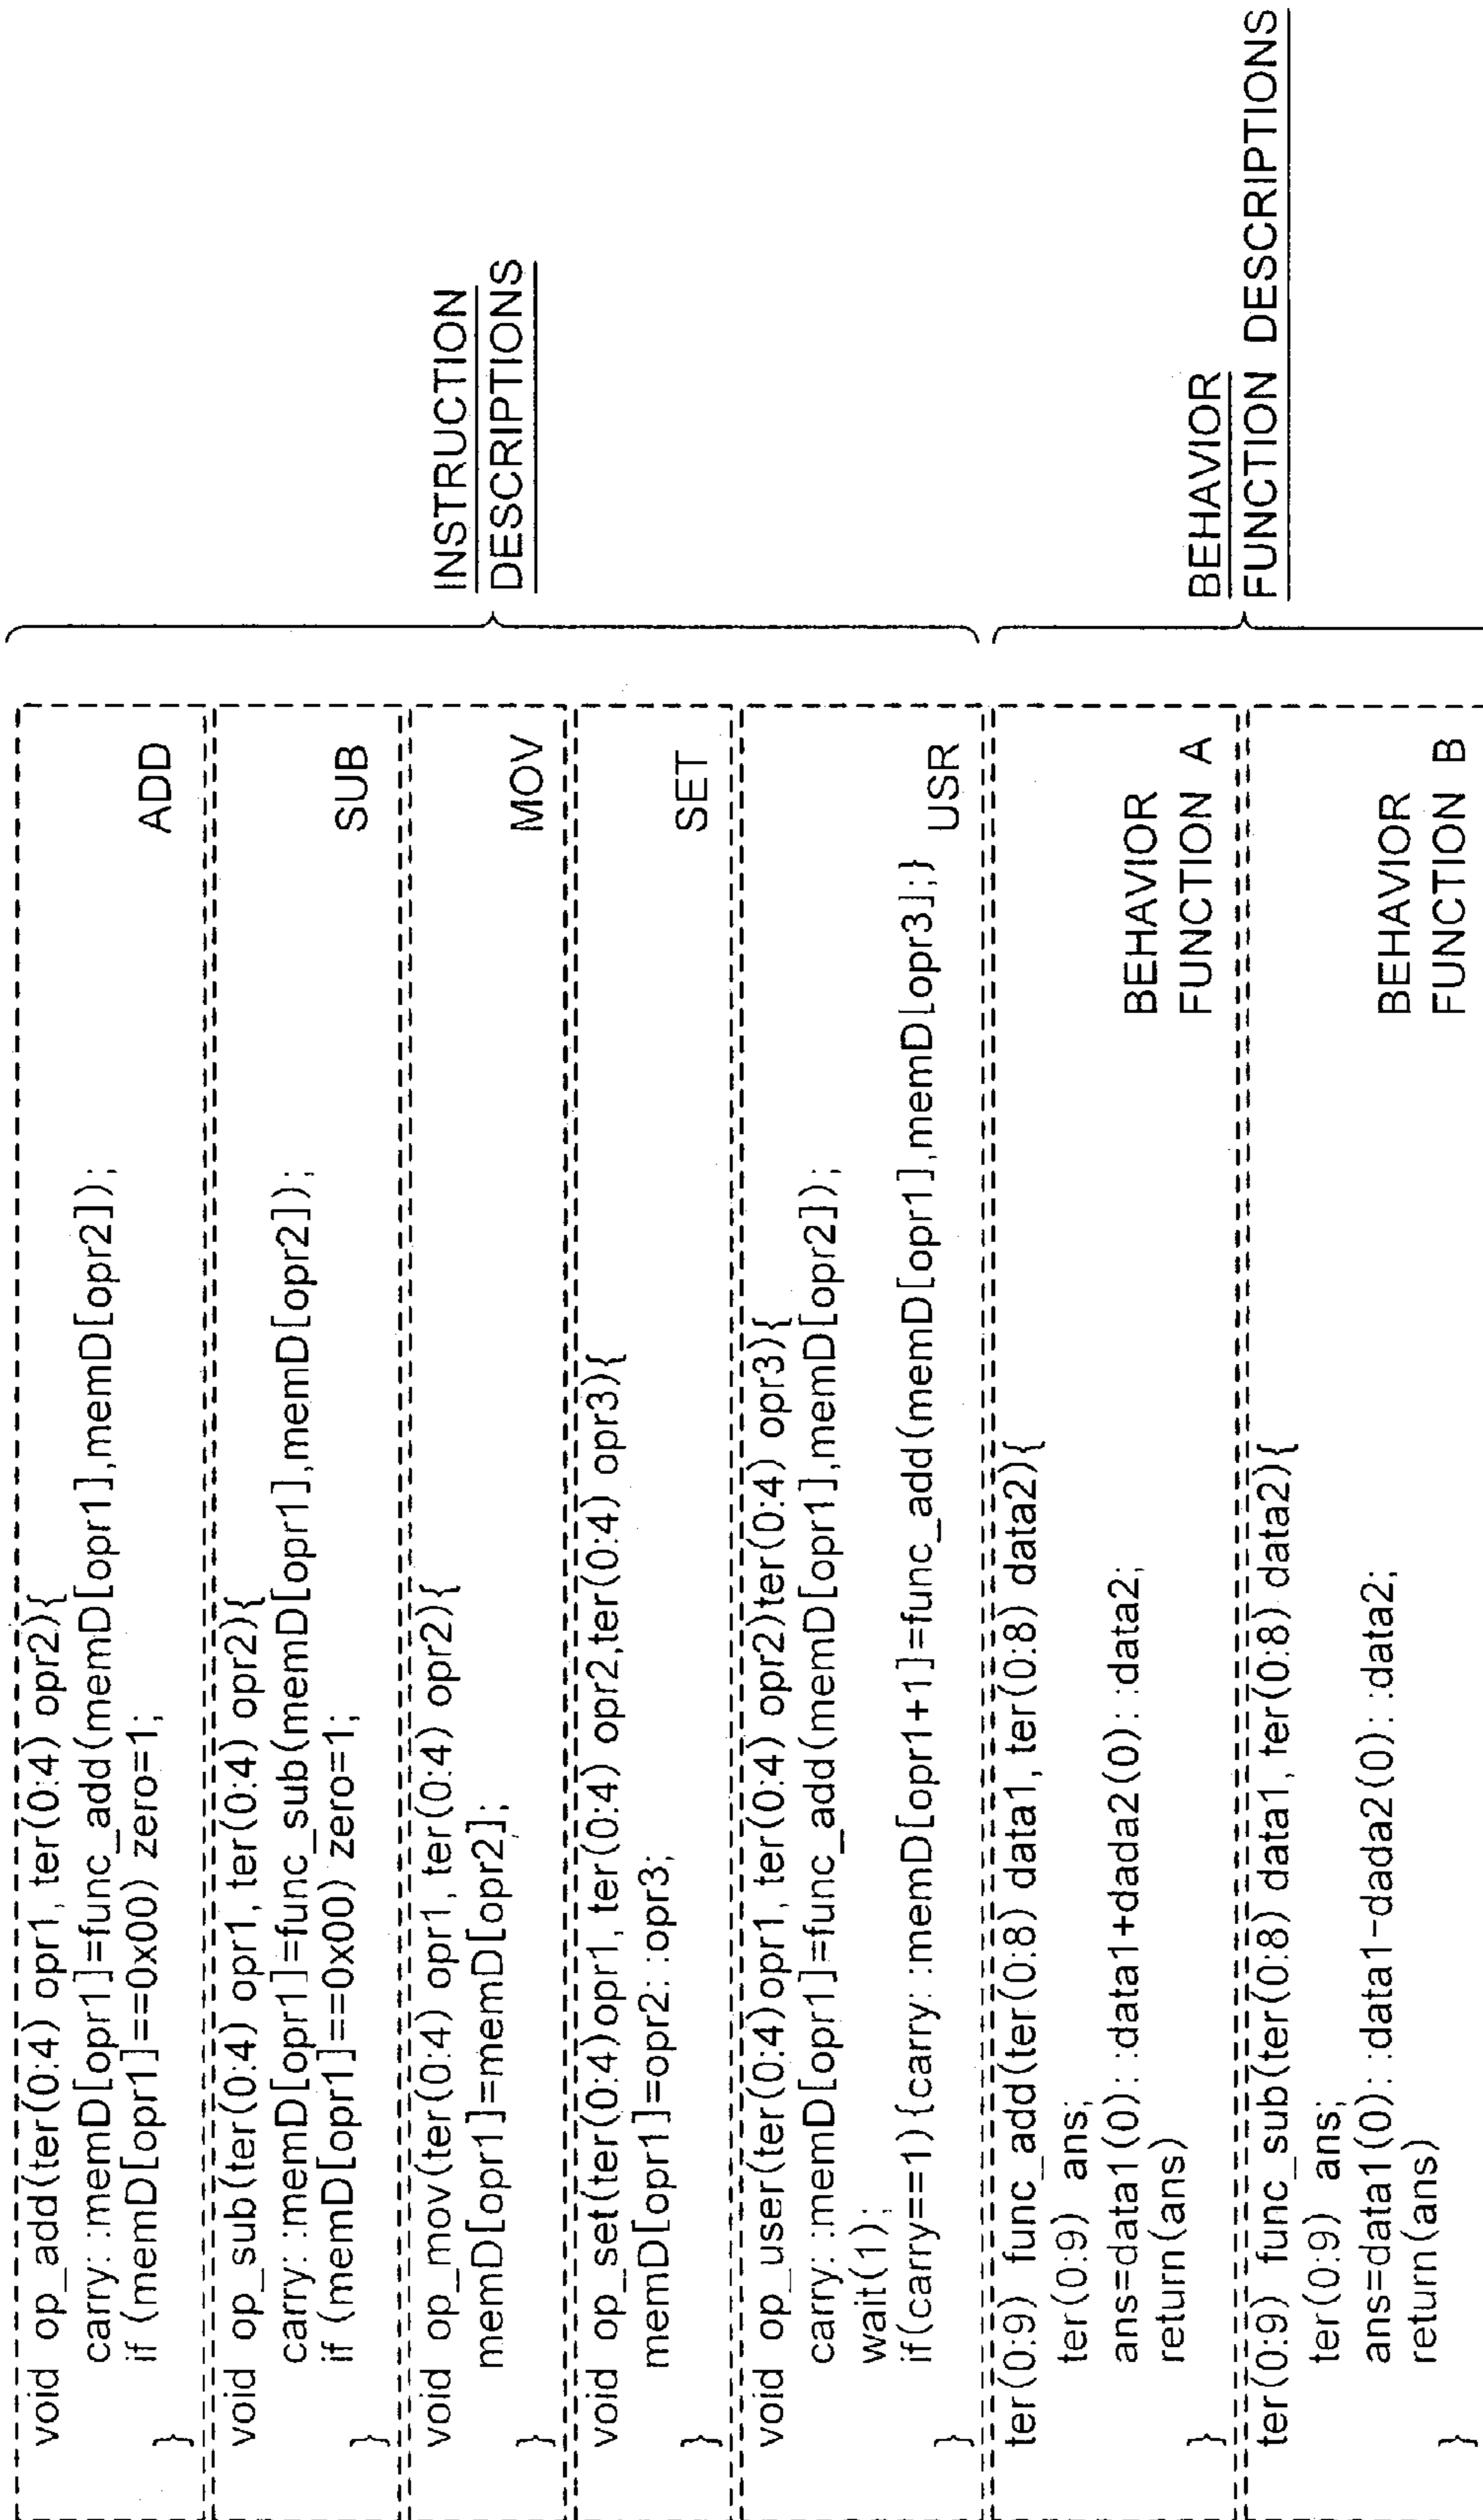 void op_add(ter(0:4) opr1, ter(0:4) opr2){
carry::memD[opr1]=func_add(memD[opr1],memD[opr2]);
if (memD[opr1]==0x00) zero=1;
}
ADD
void op_sub(ter(0:4) opr1, ter(0:4) opr2){
carry::memD[opr1]=func_sub(memD[opr1],memD[opr2]);
if (memD[opr1]==0x00) zero=1;
}
SUB
void op_mov(ter(0:4) opr1, ter(0:4) opr2){
memD[opr1]=memD[opr2];
}
MOV
void op_set(ter(0:4)opr1, ter(0:4) opr2,ter(0:4) opr3){
memD[opr1]=opr2::opr3;
}
SET
void op_user(ter(0:4)opr1, ter(0:4) opr2)ter(0:4) opr3){
carry::memD[opr1]=func_add(memD[opr1],memD[opr2]);
wait(1);
if(carry==1){carry::memD[opr1+1]=func_add(memD[opr1],memD[opr3];}
}
USR
INSTRUCTION
DESCRIPTIONS
ter(0:9) func_add(ter(0:8) data1, ter(0:8) data2){
ter(0:9) ans;
ans=data1(0)::data1+dada2(0)::data2;
return(ans)
}
BEHAVIOR
FUNCTION A
ter(0:9) func_sub(ter(0:8) data1, ter(0:8) data2){
ter(0:9) ans;
ans=data1(0)::data1-dada2(0)::data2;
return(ans)
}
BEHAVIOR
FUNCTION B
BEHAVIOR
FUNCTION DESCRIPTIONS